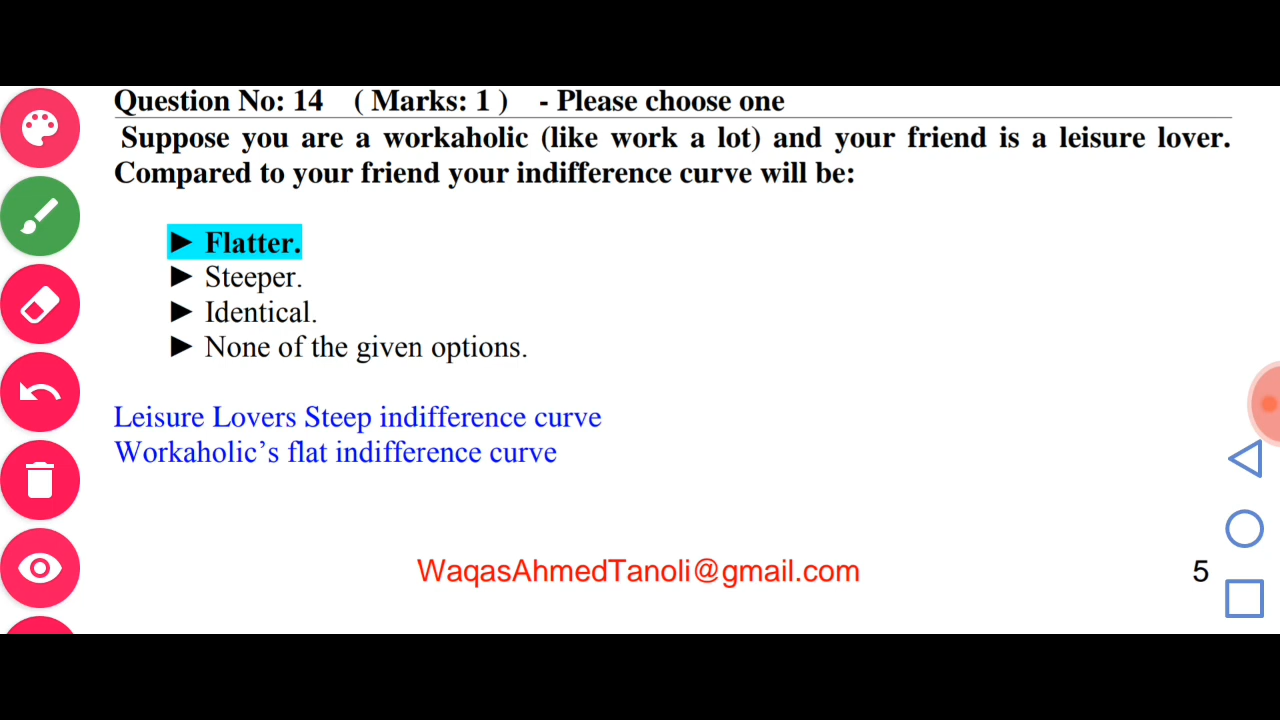 Question No: 14 ( Marks: 1 ) - Please choose one
Suppose you are a workaholic (like work a lot) and your friend is a leisure lover.
Compared to your friend your indifference curve will be:
► Flatter.
► Steeper.
► Identical.
► None of the given options.
Leisure Lovers Steep indifference curve
Workaholic’s flat indifference curve
WaqasAhmedTanoli@gmail.com
5